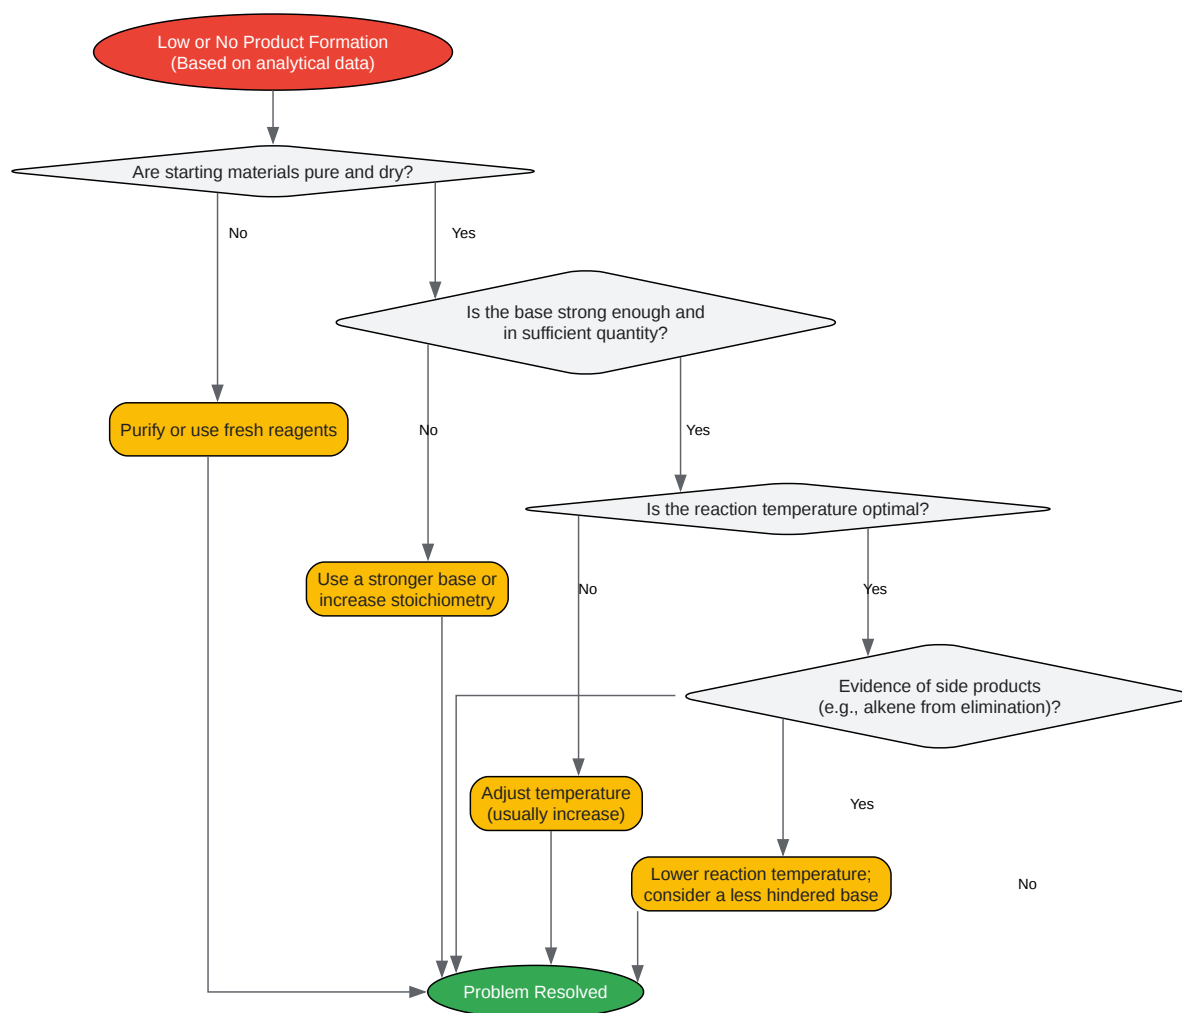 Low or No Product Formation
(Based on analytical data)
Are starting materials pure and dry?
No
Yes
Is the base strong enough and
in sufficient quantity?
Purify or use fresh reagents
No
Yes
Is the reaction temperature optimal?
Use a stronger base or
increase stoichiometry
No
Yes
Evidence of side products
(e.g., alkene from elimination)?
Adjust temperature
(usually increase)
Yes
Lower reaction temperature;
consider a less hindered base
No
Problem Resolved